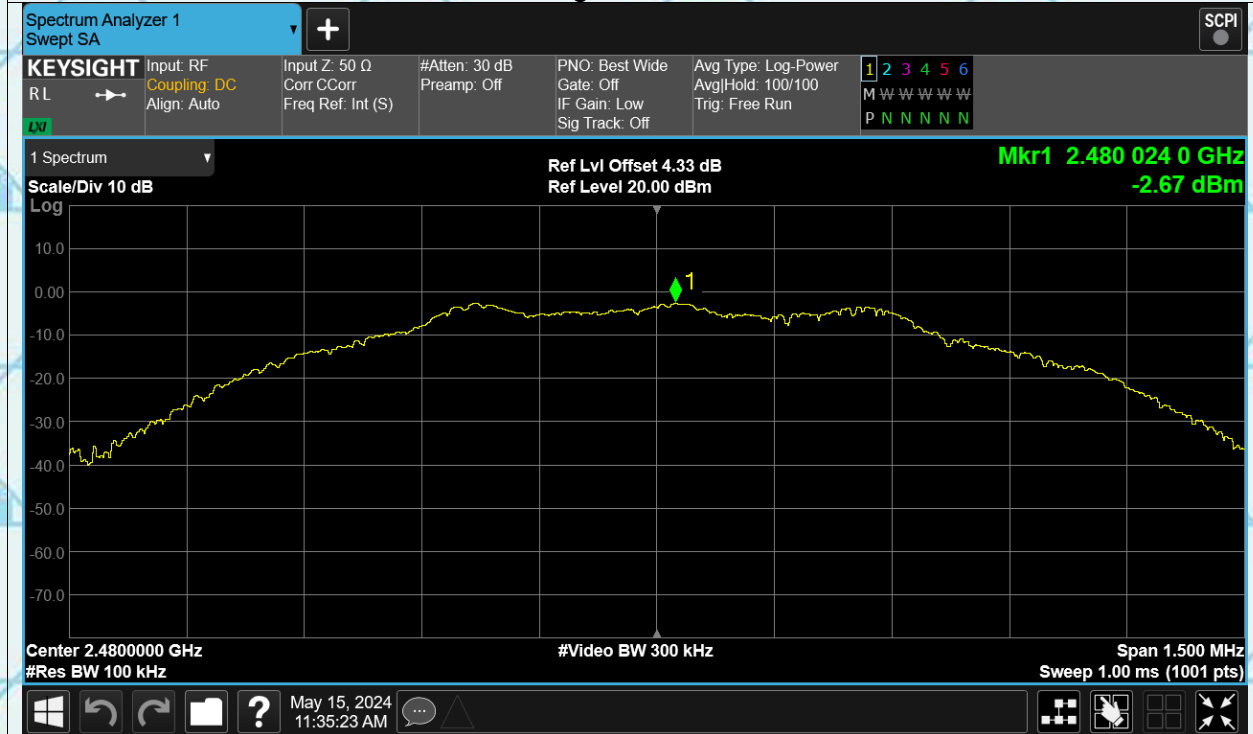 Spectrum Analyzer 1
Swept SA
+
SCPI
KEYSIGHT
RL
LXI
Input: RF
Coupling: DC
Align: Auto
Input Z: 50 Ω
Corr CCorr
Freq Ref: Int (S)
#Atten: 30 dB
Preamp: Off
PNO: Best Wide
Gate: Off
IF Gain: Low
Sig Track: Off
Avg Type: Log-Power
Avg|Hold: 100/100
Trig: Free Run
1 2 3 4 5 6
M W W W W W
P N N N N N
1 Spectrum
Scale/Div 10 dB
Log
Ref Lvl Offset 4.33 dB
Ref Level 20.00 dBm
Mkr1 2.480 024 0 GHz
-2.67 dBm
10.0
0.00
1
-10.0
-20.0
-30.0
-40.0
-50.0
-60.0
-70.0
Center 2.4800000 GHz
#Res BW 100 kHz
#Video BW 300 kHz
Span 1.500 MHz
Sweep 1.00 ms (1001 pts)
?
May 15, 2024
11:35:23 AM